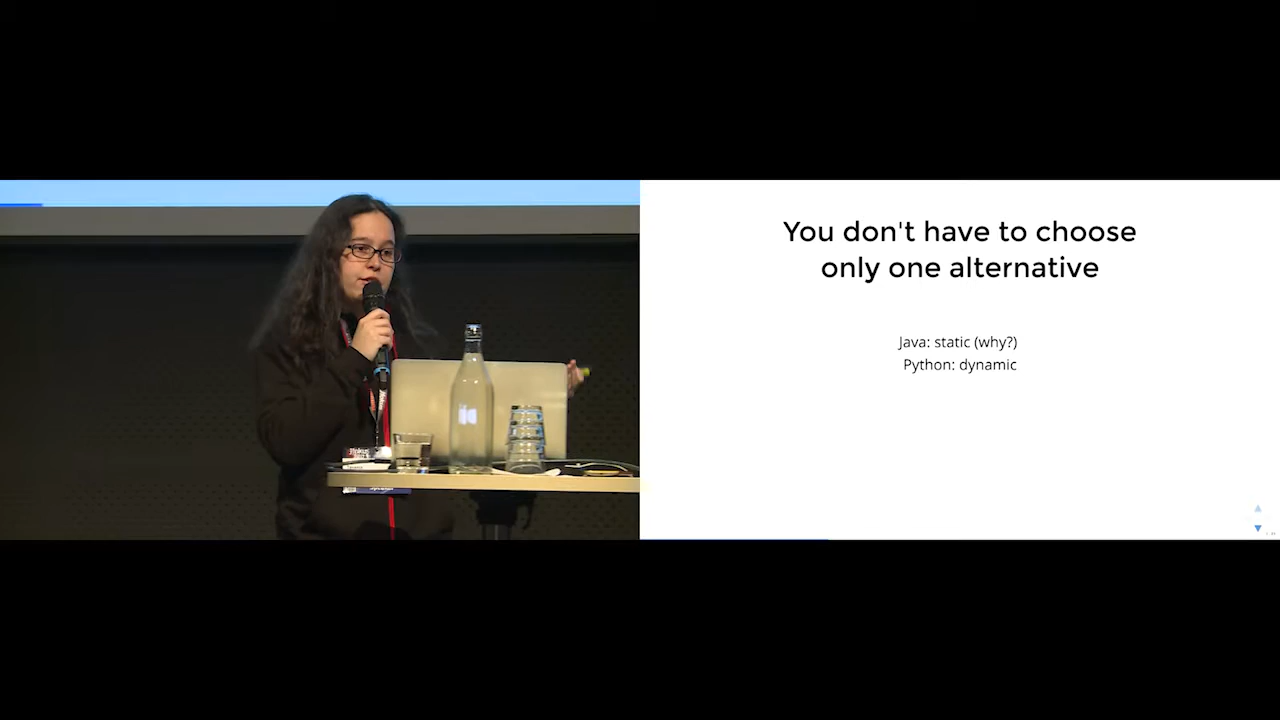 You don't have to choose
only one alternative
Java: static (why?)
Python: dynamic